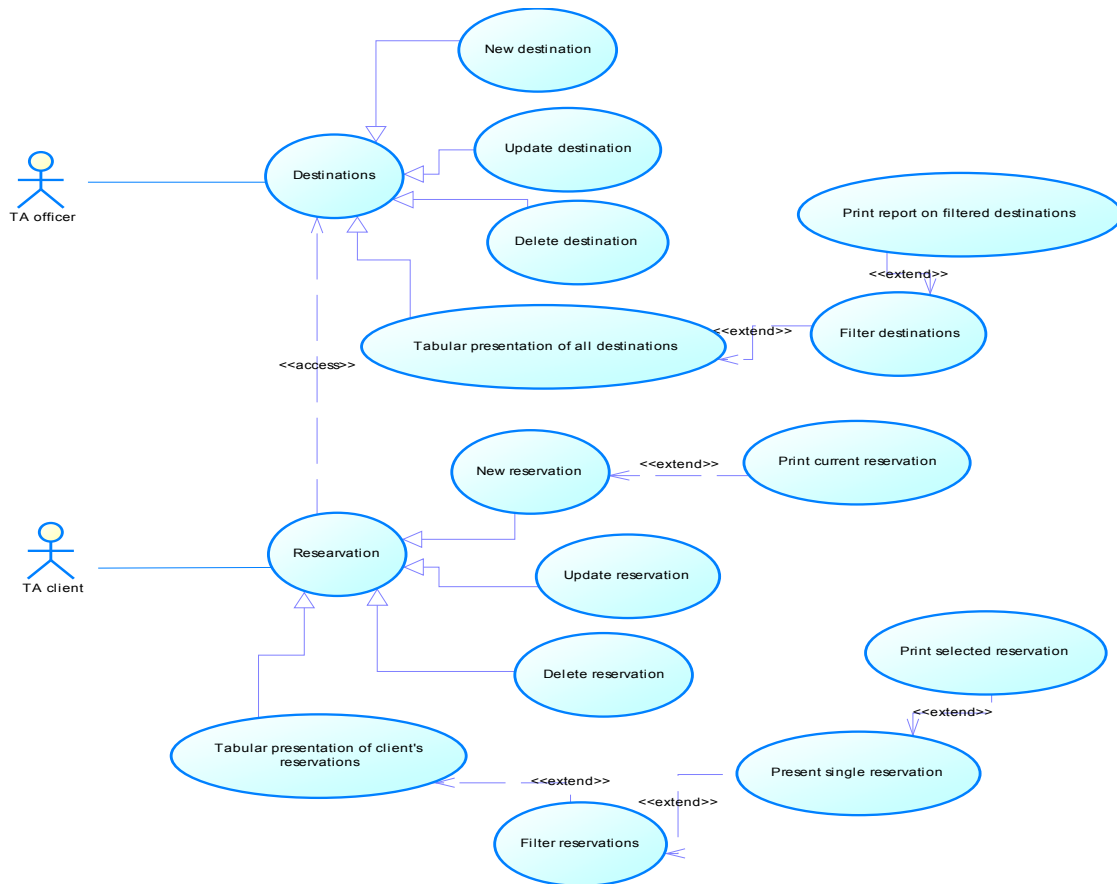 New destination
Update destination
Destinations
TA officer
Print report on filtered destinations
Delete destination
<<extend>>
Filter destinations
<<extend>>
Tabular presentation of all destinations
<<access>>
New reservation
<<extend>>
Print current reservation
Researvation
TA client
Update reservation
Delete reservation
Print selected reservation
<<extend>>
Tabular presentation of client's
reservations
Present single reservation
<<extend>>
<<extend>>
Filter reservations